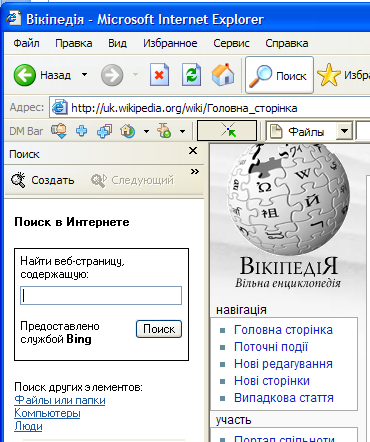 Вікіпедія - Microsoft Internet Explorer
Файл Правка Вид Избранное Сервис Справка
Назад Поиск Избра
Адрес: http://uk.wikipedia.org/wiki/Головна_сторінка
DM Bar Файлы
Поиск
Создать Следующий
Поиск в Интернете
Найти веб-страницу,
содержащую:
Предоставлено
службой Bing
Поиск
Поиск других элементов:
Файлы или папки
Компьютеры
Люди
ВІКІПЕДІЯ
Вільна енциклопедія
навігація
Головна сторінка
Поточні події
Нові редагування
Нові сторінки
Випадкова стаття
участь
Портал спільноти